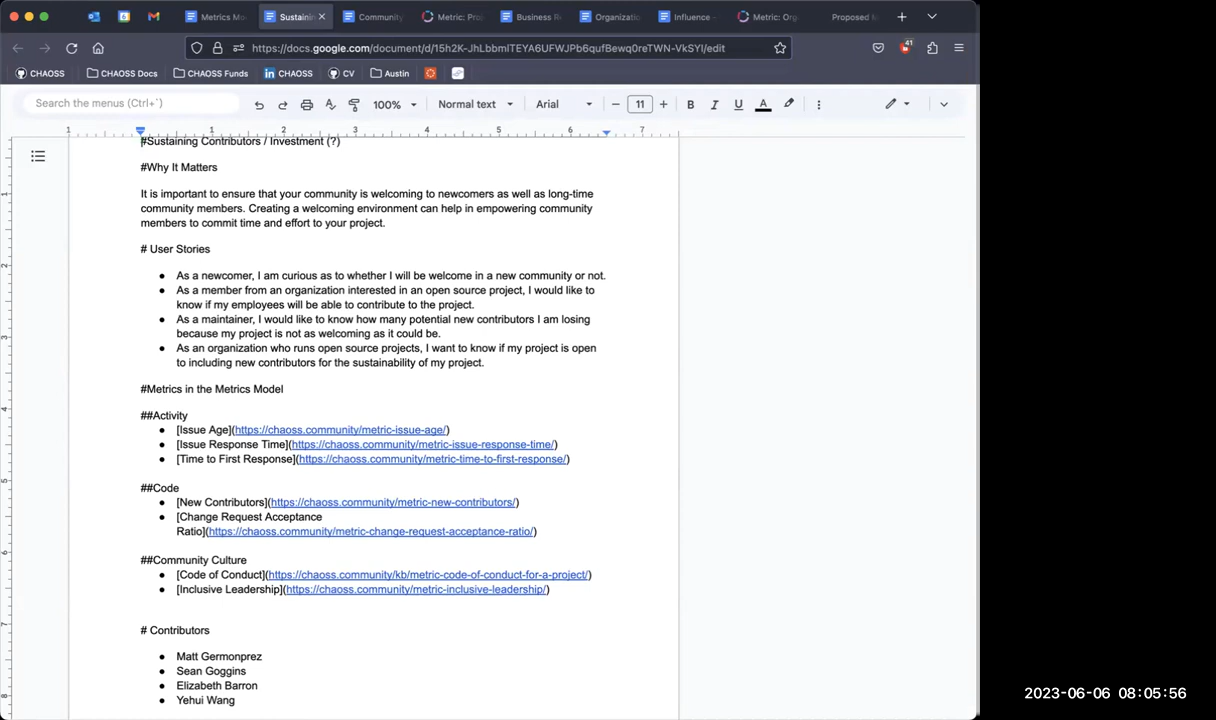 Metrics Mo
Sustaini
Community
Metric: Pro
Business R
Organizatio
Influence -
Metric: Org
Proposed M
https://docs.google.com/document/d/15h2K-JhLbbmITEYA6UFWJPb6qufBewq0reTWN-VkSYI/edit
41
CHAOSS
CHAOSS Docs
CHAOSS Funds
CHAOSS
CV
Austin
Search the menus (Ctrl+`)
100%
Normal text
Arial
11
B I U A
1 1 2 3 4 5 6 7
#Sustaining Contributors / Investment (?)
#Why It Matters
It is important to ensure that your community is welcoming to newcomers as well as long-time
community members. Creating a welcoming environment can help in empowering community
members to commit time and effort to your project.
# User Stories
● As a newcomer, I am curious as to whether I will be welcome in a new community or not.
● As a member from an organization interested in an open source project, I would like to
know if my employees will be able to contribute to the project.
● As a maintainer, I would like to know how many potential new contributors I am losing
because my project is not as welcoming as it could be.
● As an organization who runs open source projects, I want to know if my project is open
to including new contributors for the sustainability of my project.
#Metrics in the Metrics Model
##Activity
● [Issue Age](https://chaoss.community/metric-issue-age/)
● [Issue Response Time](https://chaoss.community/metric-issue-response-time/)
● [Time to First Response](https://chaoss.community/metric-time-to-first-response/)
##Code
● [New Contributors](https://chaoss.community/metric-new-contributors/)
● [Change Request Acceptance
Ratio](https://chaoss.community/metric-change-request-acceptance-ratio/)
##Community Culture
● [Code of Conduct](https://chaoss.community/kb/metric-code-of-conduct-for-a-project/)
● [Inclusive Leadership](https://chaoss.community/metric-inclusive-leadership/)
# Contributors
● Matt Germonprez
● Sean Goggins
● Elizabeth Barron
● Yehui Wang
2023-06-06 08:05:56